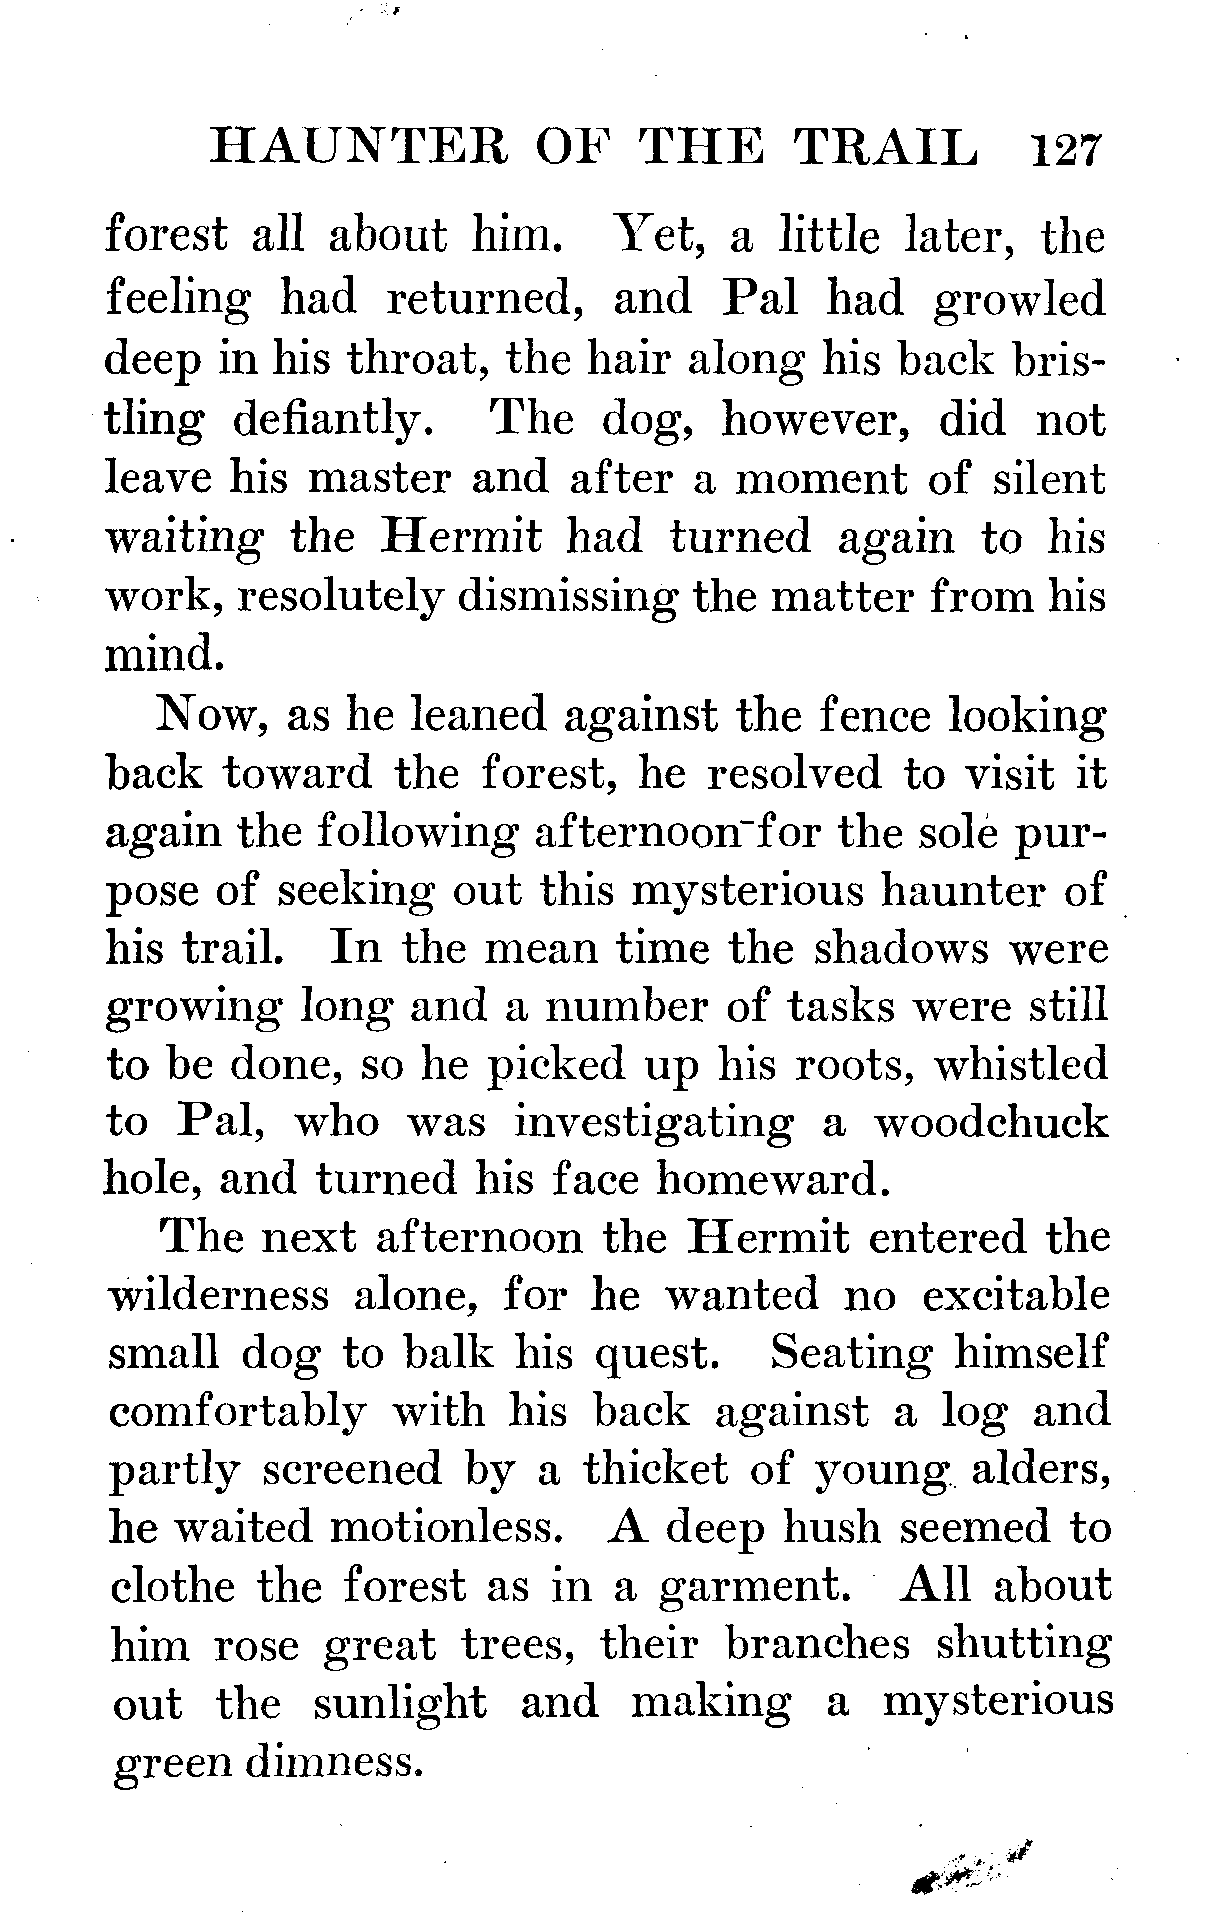 HAUNTER OF THE TRAIL 127
forest all about him. Yet, a little later, the
feeling had returned, and Pal had growled
deep in his throat, the hair along his back bris-
tling defiantly. The dog, however, did not
leave his master and after a moment of silent
waiting the Hermit had turned again to his
work, resolutely dismissing the matter from his
mind.
Now, as he leaned against the fence looking
back toward the forest, he resolved to visit it
again the following afternoon for the sole pur-
pose of seeking out this mysterious haunter of
his trail. In the mean time the shadows were
growing long and a number of tasks were still
to be done, so he picked up his roots, whistled
to Pal, who was investigating a woodchuck
hole, and turned his face homeward.
The next afternoon the Hermit entered the
wilderness alone, for he wanted no excitable
small dog to balk his quest. Seating himself
comfortably with his back against a log and
partly screened by a thicket of young alders,
he waited motionless. A deep hush seemed to
clothe the forest as in a garment. All about
him rose great trees, their branches shutting
out the sunlight and making a mysterious
green dimness.